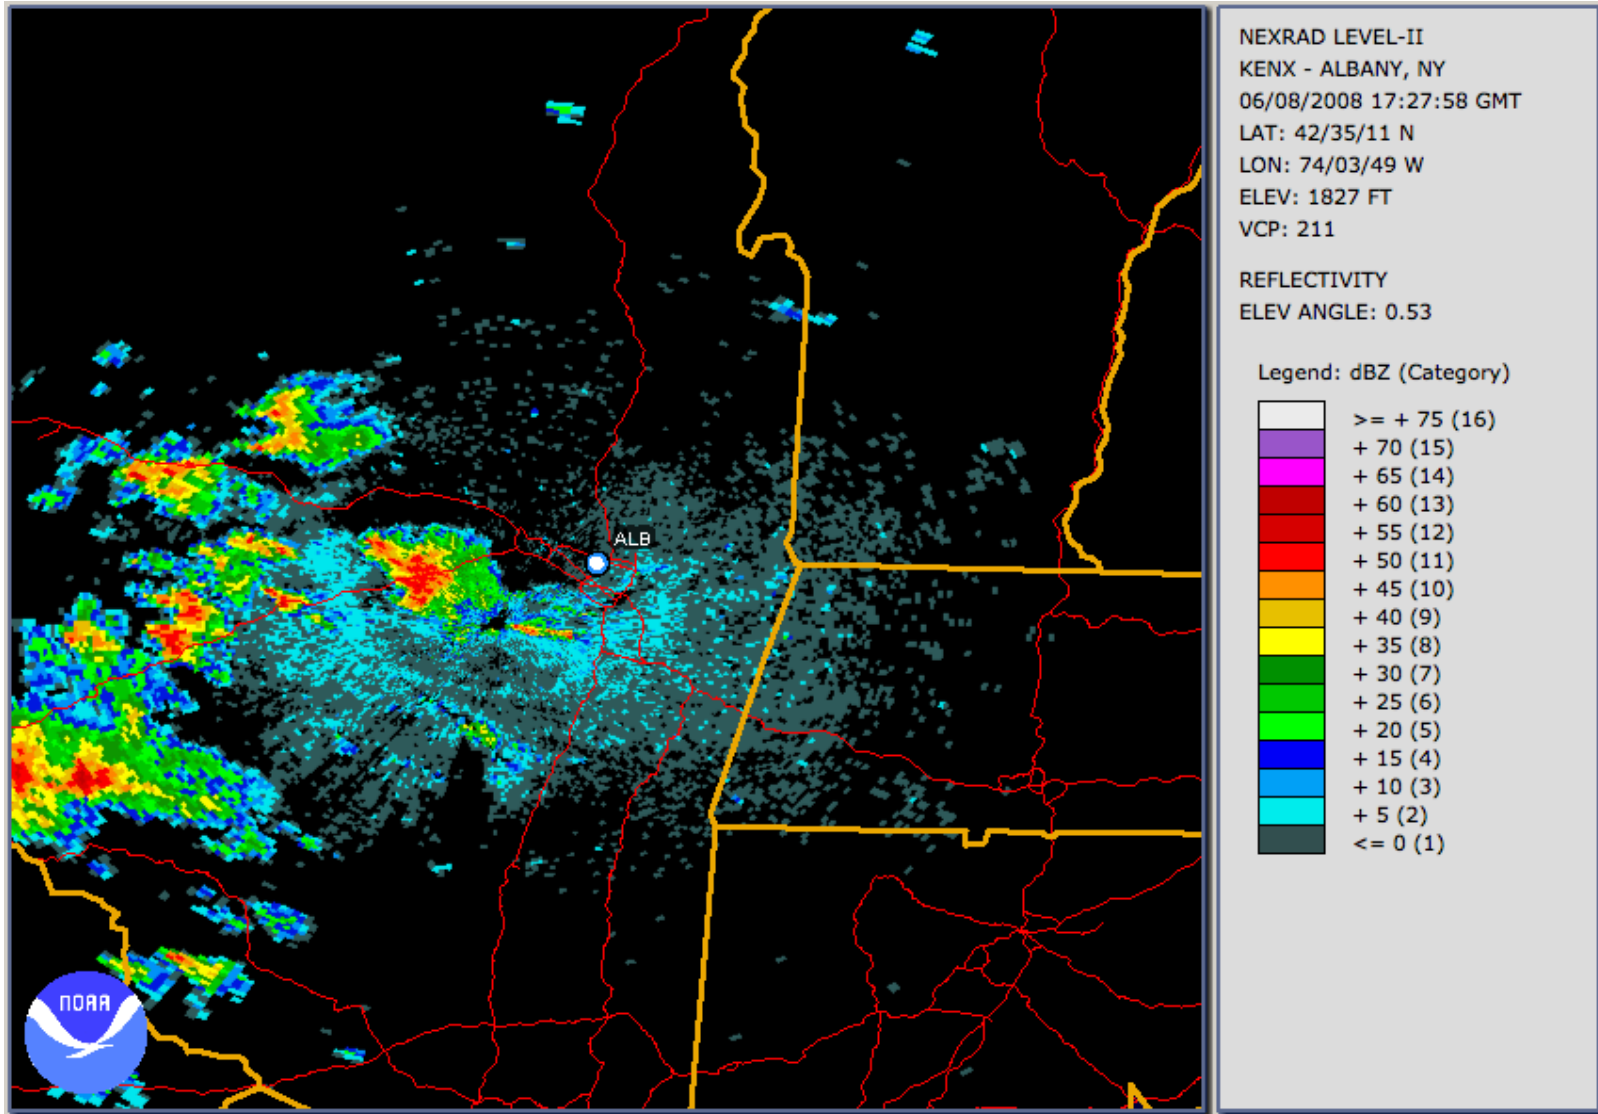 NEXRAD LEVEL-II
KENX - ALBANY, NY
06/08/2008 17:27:58 GMT
LAT: 42/35/11 N
LON: 74/03/49 W
ELEV: 1827 FT
VCP: 211
REFLECTIVITY
ELEV ANGLE: 0.53
Legend: dBZ (Category)
>= + 75 (16)
+ 70 (15)
+ 65 (14)
+ 60 (13)
+ 55 (12)
+ 50 (11)
+ 45 (10)
+ 40 (9)
+ 35 (8)
+ 30 (7)
+ 25 (6)
+ 20 (5)
+ 15 (4)
+ 10 (3)
+ 5 (2)
<= 0 (1)
ALB
NOAA